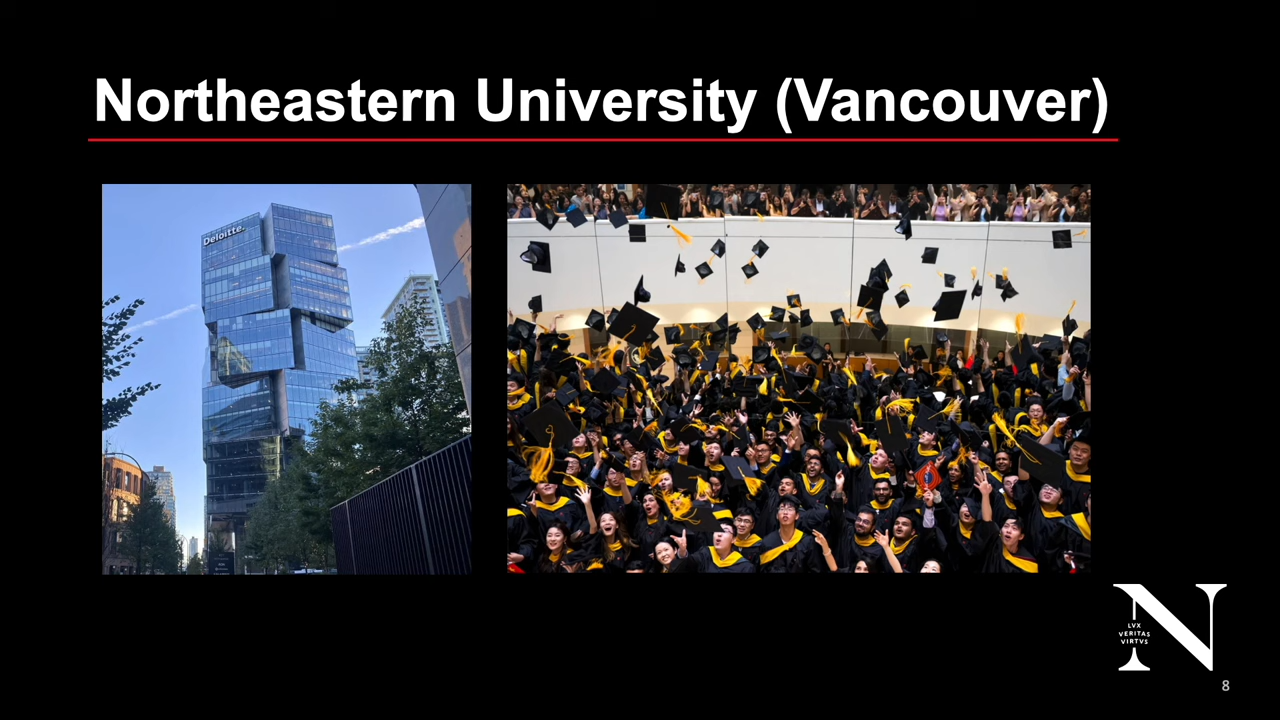 Northeastern University (Vancouver)
Deloitte.
LVX
VERITAS
VIRTVS
N
8